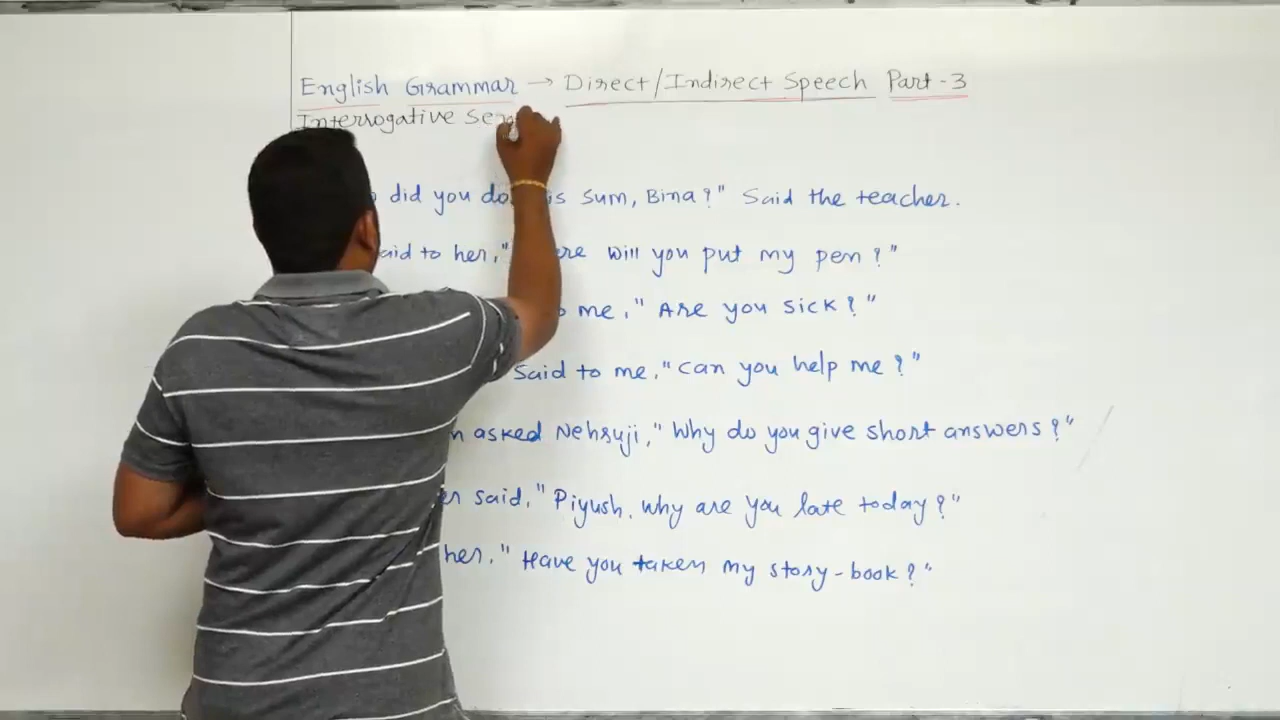 English Grammar → Direct/Indirect Speech Part-3
Interrogative Sen
did you do is Sum, Bina?" Said the teacher.
aid to her," ere will you put my pen?"
me," Are you sick?"
Said to me, "can you help me?"
n asked Nehruji," Why do you give short answers?"
er said, "Piyush, why are you late today?"
her," Have you taken my story-book?"